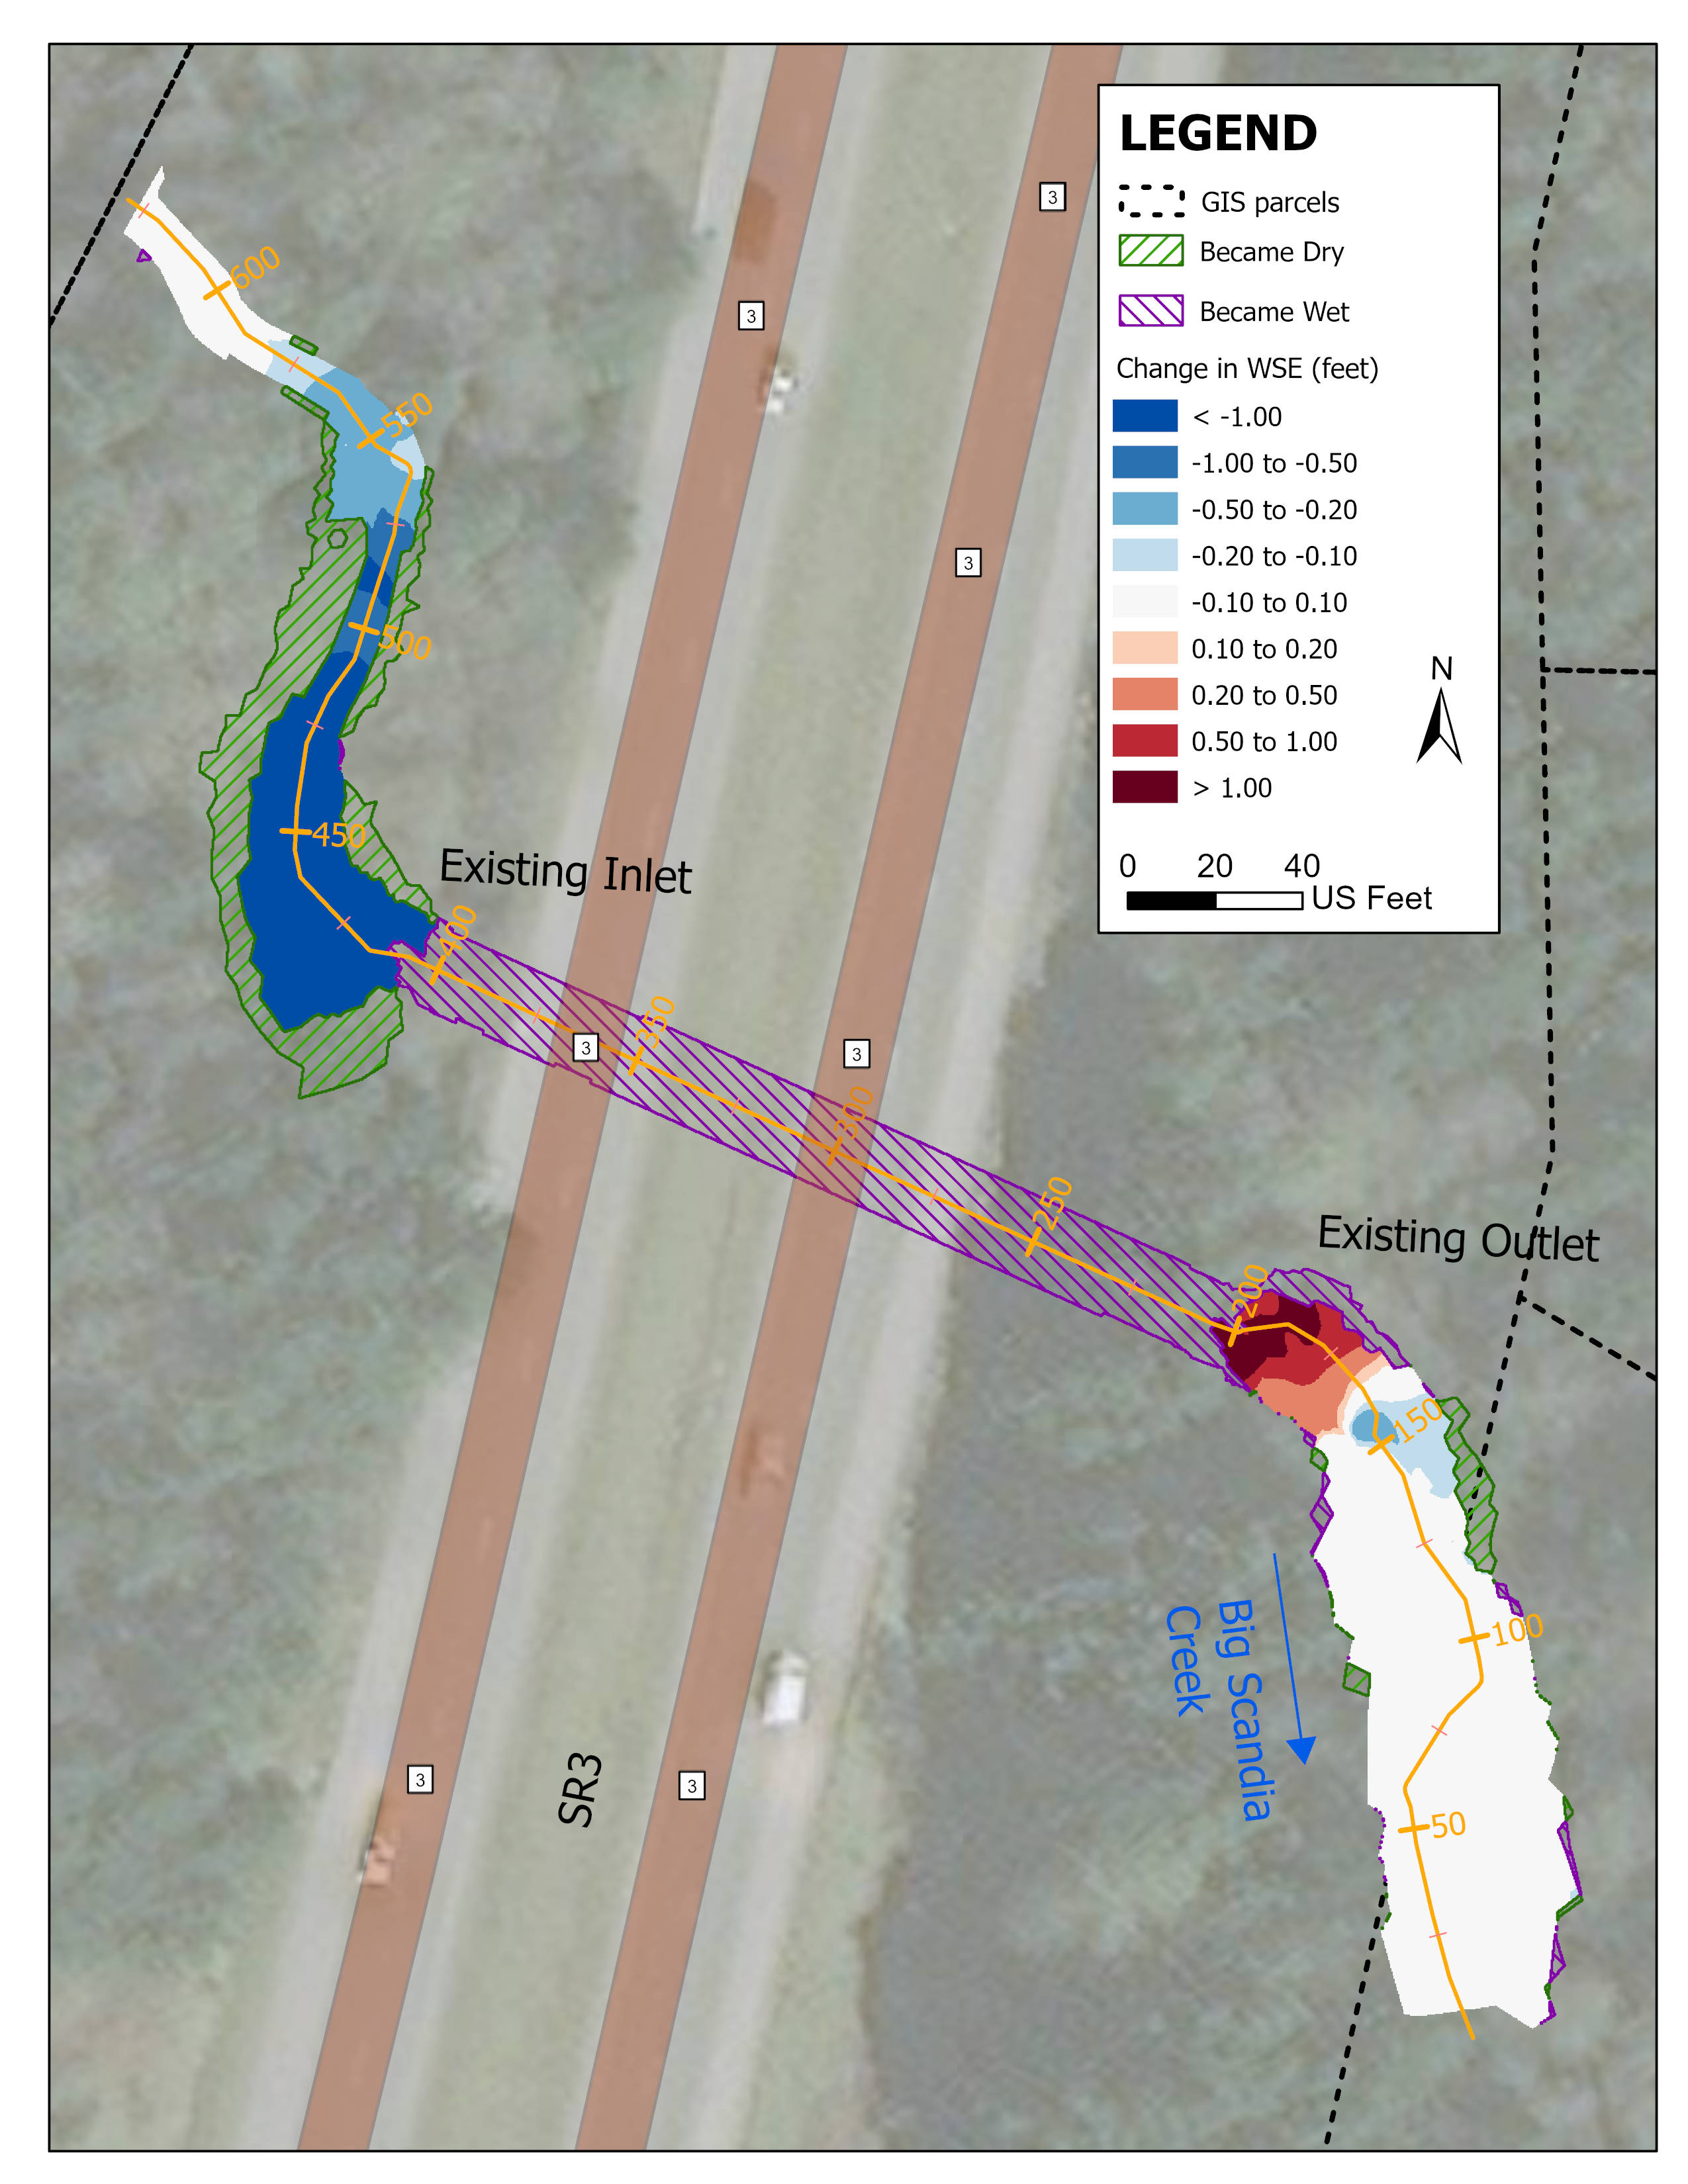 LEGEND
GIS parcels
Became Dry
Became Wet
Change in WSE (feet)
< -1.00
-1.00 to -0.50
-0.50 to -0.20
-0.20 to -0.10
-0.10 to 0.10
0.10 to 0.20
0.20 to 0.50
0.50 to 1.00
> 1.00
N
0 20 40
US Feet
3
3
3
3
3
3
3
600
550
500
450
Existing Inlet
400
350
300
250
Existing Outlet
200
150
100
50
Big Scandia
Creek
SR3